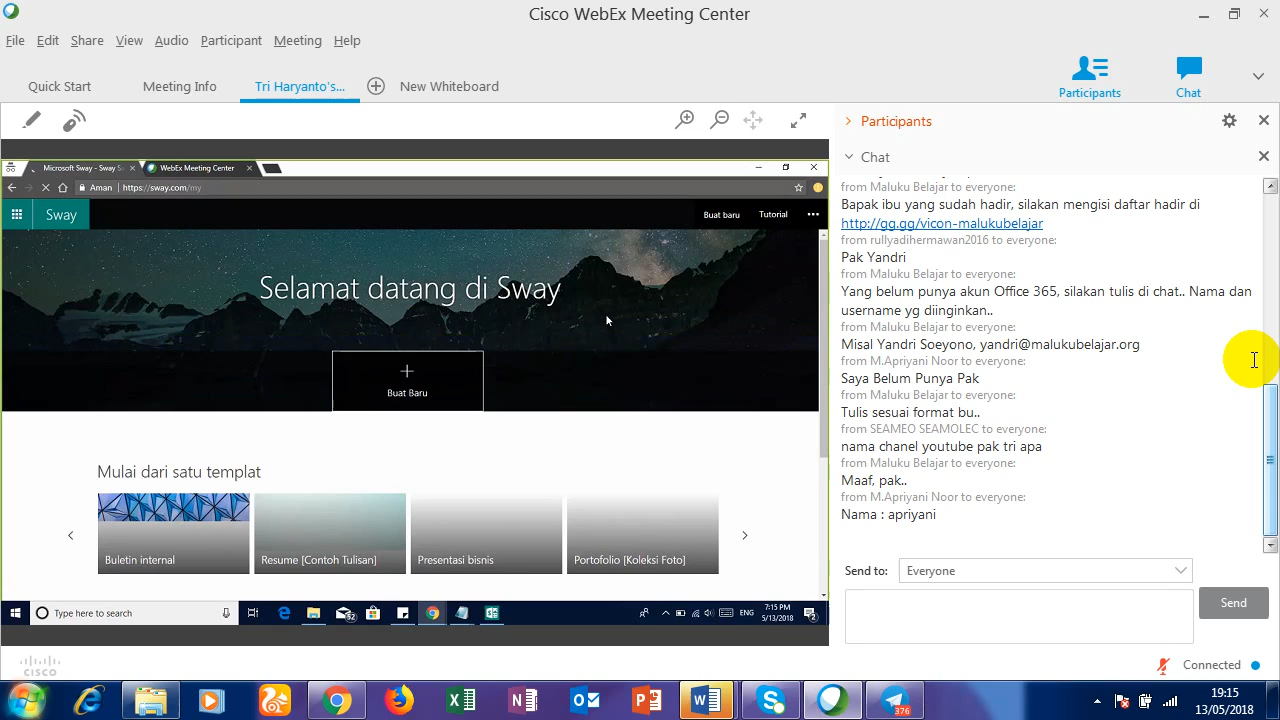 Cisco WebEx Meeting Center
File Edit Share View Audio Participant Meeting Help
Quick Start Meeting Info Tri Haryanto's... New Whiteboard
Participants Chat
Participants
Chat
Microsoft Sway - Sway S WebEx Meeting Center
Aman https://sway.com/my
Sway Buat baru Tutorial
Selamat datang di Sway
Buat Baru
Mulai dari satu templat
Buletin internal Resume [Contoh Tulisan] Presentasi bisnis Portofolio [Koleksi Foto]
Type here to search
52
ENG
7:15 PM
5/13/2018
2
from Maluku Belajar to everyone:
Bapak ibu yang sudah hadir, silakan mengisi daftar hadir di
http://gg.gg/vicon-malukubelajar
from rullyadihermawan2016 to everyone:
Pak Yandri
from Maluku Belajar to everyone:
Yang belum punya akun Office 365, silakan tulis di chat.. Nama dan
username yg diinginkan..
from Maluku Belajar to everyone:
Misal Yandri Soeyono, yandri@malukubelajar.org
from M.Apriyani Noor to everyone:
Saya Belum Punya Pak
from Maluku Belajar to everyone:
Tulis sesuai format bu..
from SEAMEO SEAMOLEC to everyone:
nama chanel youtube pak tri apa
from Maluku Belajar to everyone:
Maaf, pak..
from M.Apriyani Noor to everyone:
Nama : apriyani
Send to: Everyone
Send
cisco
Connected
376
19:15
13/05/2018